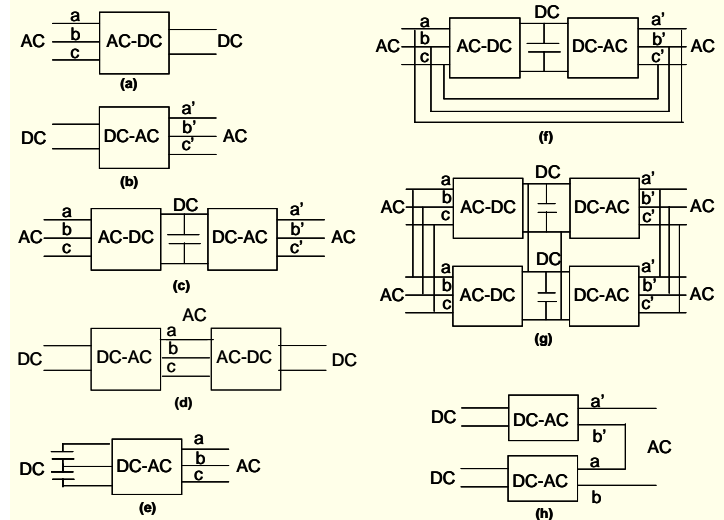 a
AC b AC-DC DC
c
(a)
a'
DC DC-AC b' AC
c'
(b)
a DC a'
AC b AC-DC DC-AC b' AC
c c'
(c)
AC
a
DC DC-AC b AC-DC DC
c
(d)
a
DC DC-AC b AC
c
(e)
DC
a a'
AC b AC-DC DC-AC b' AC
c c'
(f)
DC
a a'
AC b AC-DC DC-AC b' AC
c c'
DC
a a'
AC b AC-DC DC-AC b' AC
c c'
(g)
DC DC-AC a'
b'
AC
DC DC-AC a
b
(h)